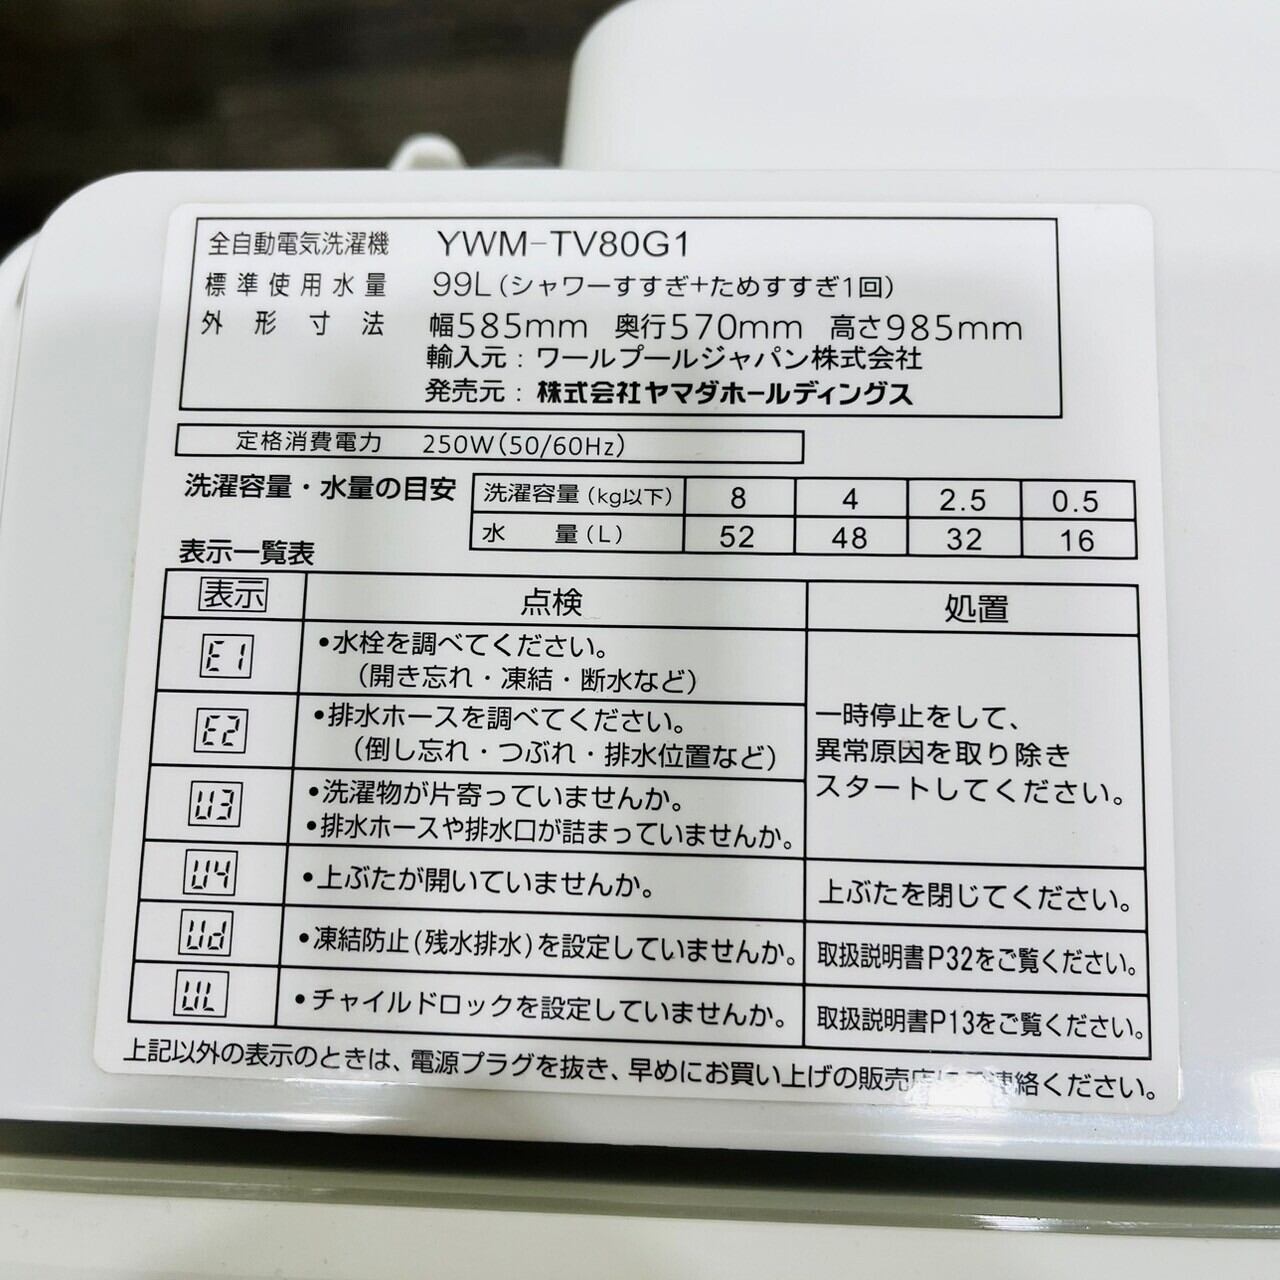 全自動電気洗濯機 YWM-TV80G1
標準使用水量 99L(シャワーすすぎ+ためすすぎ1回)
外形寸法 幅585mm 奥行570mm 高さ985mm
輸入元:ワールプールジャパン株式会社
発売元:株式会社ヤマダホールディングス
定格消費電力 250W(50/60Hz)
洗濯容量・水量の目安
洗濯容量(kg以下) 8 4 2.5 0.5
水量(L) 52 48 32 16
表示一覧表
表示 点検 処置
E1 •水栓を調べてください。
(開き忘れ・凍結・断水など)
E2 •排水ホースを調べてください。
(倒し忘れ・つぶれ・排水位置など)
U3 •洗濯物が片寄っていませんか。
•排水ホースや排水口が詰まっていませんか。
一時停止をして、
異常原因を取り除き
スタートしてください。
U4 •上ぶたが開いていませんか。 上ぶたを閉じてください。
Ud •凍結防止(残水排水)を設定していませんか。 取扱説明書P32をご覧ください。
UL •チャイルドロックを設定していませんか。 取扱説明書P13をご覧ください。
上記以外の表示のときは、電源プラグを抜き、早めにお買い上げの販売店にご連絡ください。